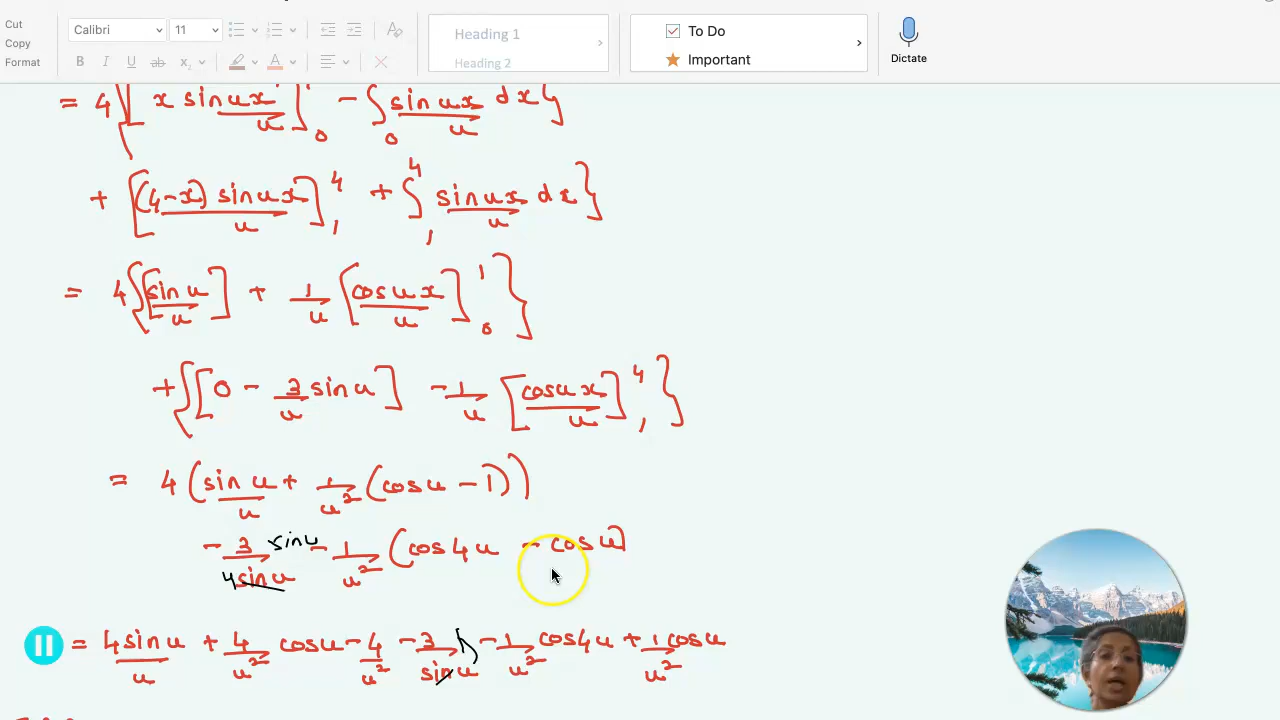 Cut
Calibri 11
Heading 1
To Do
Copy
Format
B I U ab x₂ A
Heading 2
Important
Dictate
= 4{[x sin ux/u]₀¹ - ∫₀ sin ux/u dx}
+ [(4-x) sin ux/u]₁⁴ + ∫₁⁴ sin ux/u dx}
= 4{[sin u/u] + 1/u [cos ux/u]₀¹}
+{[0 - 3/u sin u] - 1/u [cos ux/u]₁⁴}
= 4(sin u/u + 1/u² (cos u - 1))
- 3/u sin u - 1/u² (cos 4u - cos u)
= 4 sin u/u + 4/u² cos u - 4/u² - 3/sin u - 1/u² cos 4u + 1/u² cos u